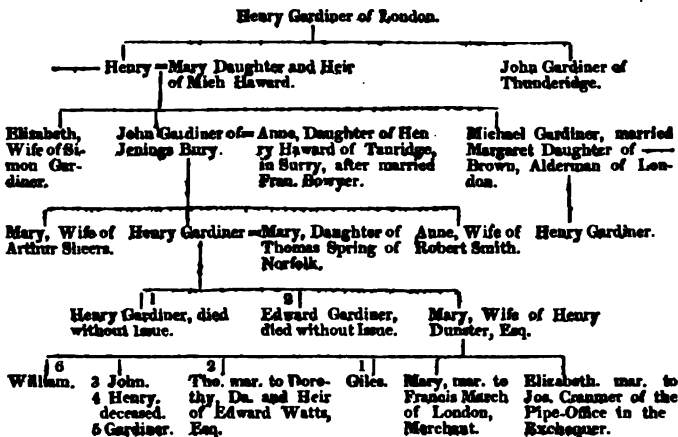 Henry Gardiner of London.
Henry = Mary Daughter and Heir
of Mich Haward.
John Gardiner of
Thunderidge.
Elizabeth,
Wife of Si-
mon Gar-
diner.
John Gardiner of =
Jenings Bury.
Anne, Daughter of Hen
ry Haward of Tanridge,
in Surry, after married
Fran. Bowyer.
Michael Gardiner, married
Margaret Daughter of —
Brown, Alderman of Lon-
don.
Mary, Wife of
Arthur Sheers.
Henry Gardiner =
Mary, Daughter of
Thomas Spring of
Norfolk.
Anne, Wife of
Robert Smith.
Henry Gardiner.
1
Henry Gardiner, died
without Issue.
2
Edward Gardiner,
died without Issue.
Mary, Wife of Henry
Dunster, Esq.
6
William.
3 John.
4 Henry.
deceased.
5 Gardiner.
2
Tho. mar. to Doro-
thy, Da. and Heir
of Edward Watts,
Esq.
1
Giles.
Mary, mar. to
Francis March
of London,
Merchant.
Elizabeth. mar. to
Jos. Cranmer of the
Pipe-Office in the
Exchequer.